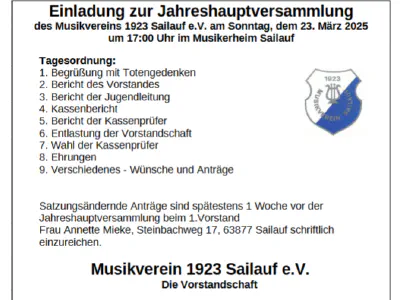 Einladung zur Jahreshauptversammlung
des Musikvereins 1923 Sailauf e.V. am Sonntag, dem 23. März 2025
um 17:00 Uhr im Musikerheim Sailauf
Tagesordnung:
1. Begrüßung mit Totengedenken
2. Bericht des Vorstandes
3. Bericht der Jugendleitung
4. Kassenbericht
5. Bericht der Kassenprüfer
6. Entlastung der Vorstandschaft
7. Wahl der Kassenprüfer
8. Ehrungen
9. Verschiedenes - Wünsche und Anträge
1923
MUSIKVEREIN SAILAUF
Satzungsändernde Anträge sind spätestens 1 Woche vor der
Jahreshauptversammlung beim 1.Vorstand
Frau Annette Mieke, Steinbachweg 17, 63877 Sailauf schriftlich
einzureichen.
Musikverein 1923 Sailauf e.V.
Die Vorstandschaft